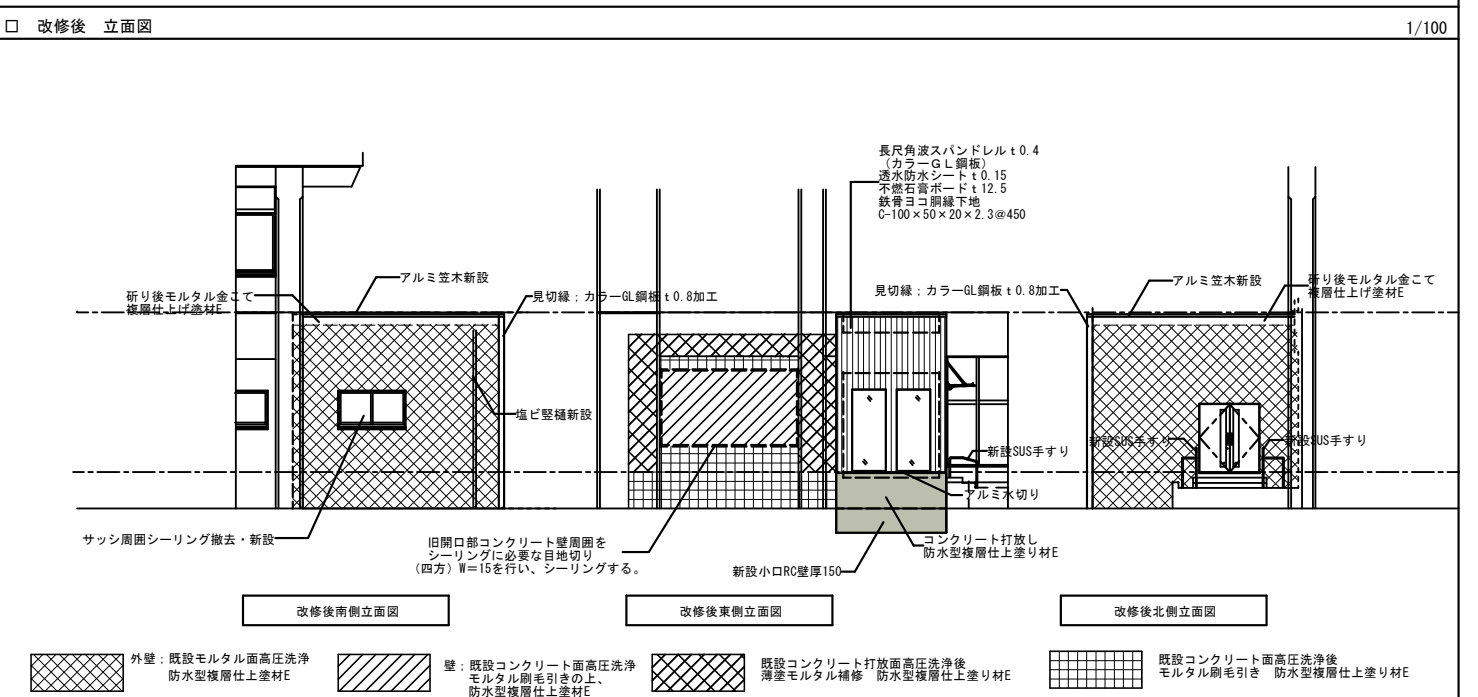 □ 改修後 立面図
1/100
長尺角波スパンドレルｔ0.4
（カラーＧＬ鋼板）
透水防水シートｔ0.15
不燃石膏ボードｔ12.5
鉄骨ヨコ胴縁下地
C-100×50×20×2.3@450
アルミ笠木新設
斫り後モルタル金こて
複層仕上げ塗材E
見切縁；カラーGL鋼板ｔ0.8加工
見切縁；カラーGL鋼板ｔ0.8加工
アルミ笠木新設
斫り後モルタル金こて
複層仕上げ塗材E
塩ビ竪樋新設
新設SUS手すり
アルミ水切り
新設SUS手すり
新設SUS手すり
サッシ周囲シーリング撤去・新設
旧開口部コンクリート壁周囲を
シーリングに必要な目地切り
（四方）W＝15を行い、シーリングする。
コンクリート打放し
防水型複層仕上塗り材E
新設小口RC壁厚150
改修後南側立面図
改修後東側立面図
改修後北側立面図
外壁；既設モルタル面高圧洗浄
防水型複層仕上塗材E
壁；既設コンクリート面高圧洗浄
モルタル刷毛引きの上、
防水型複層仕上塗材E
既設コンクリート打放面高圧洗浄後
薄塗モルタル補修 防水型複層仕上塗り材E
既設コンクリート面高圧洗浄後
モルタル刷毛引き 防水型複層仕上塗り材E